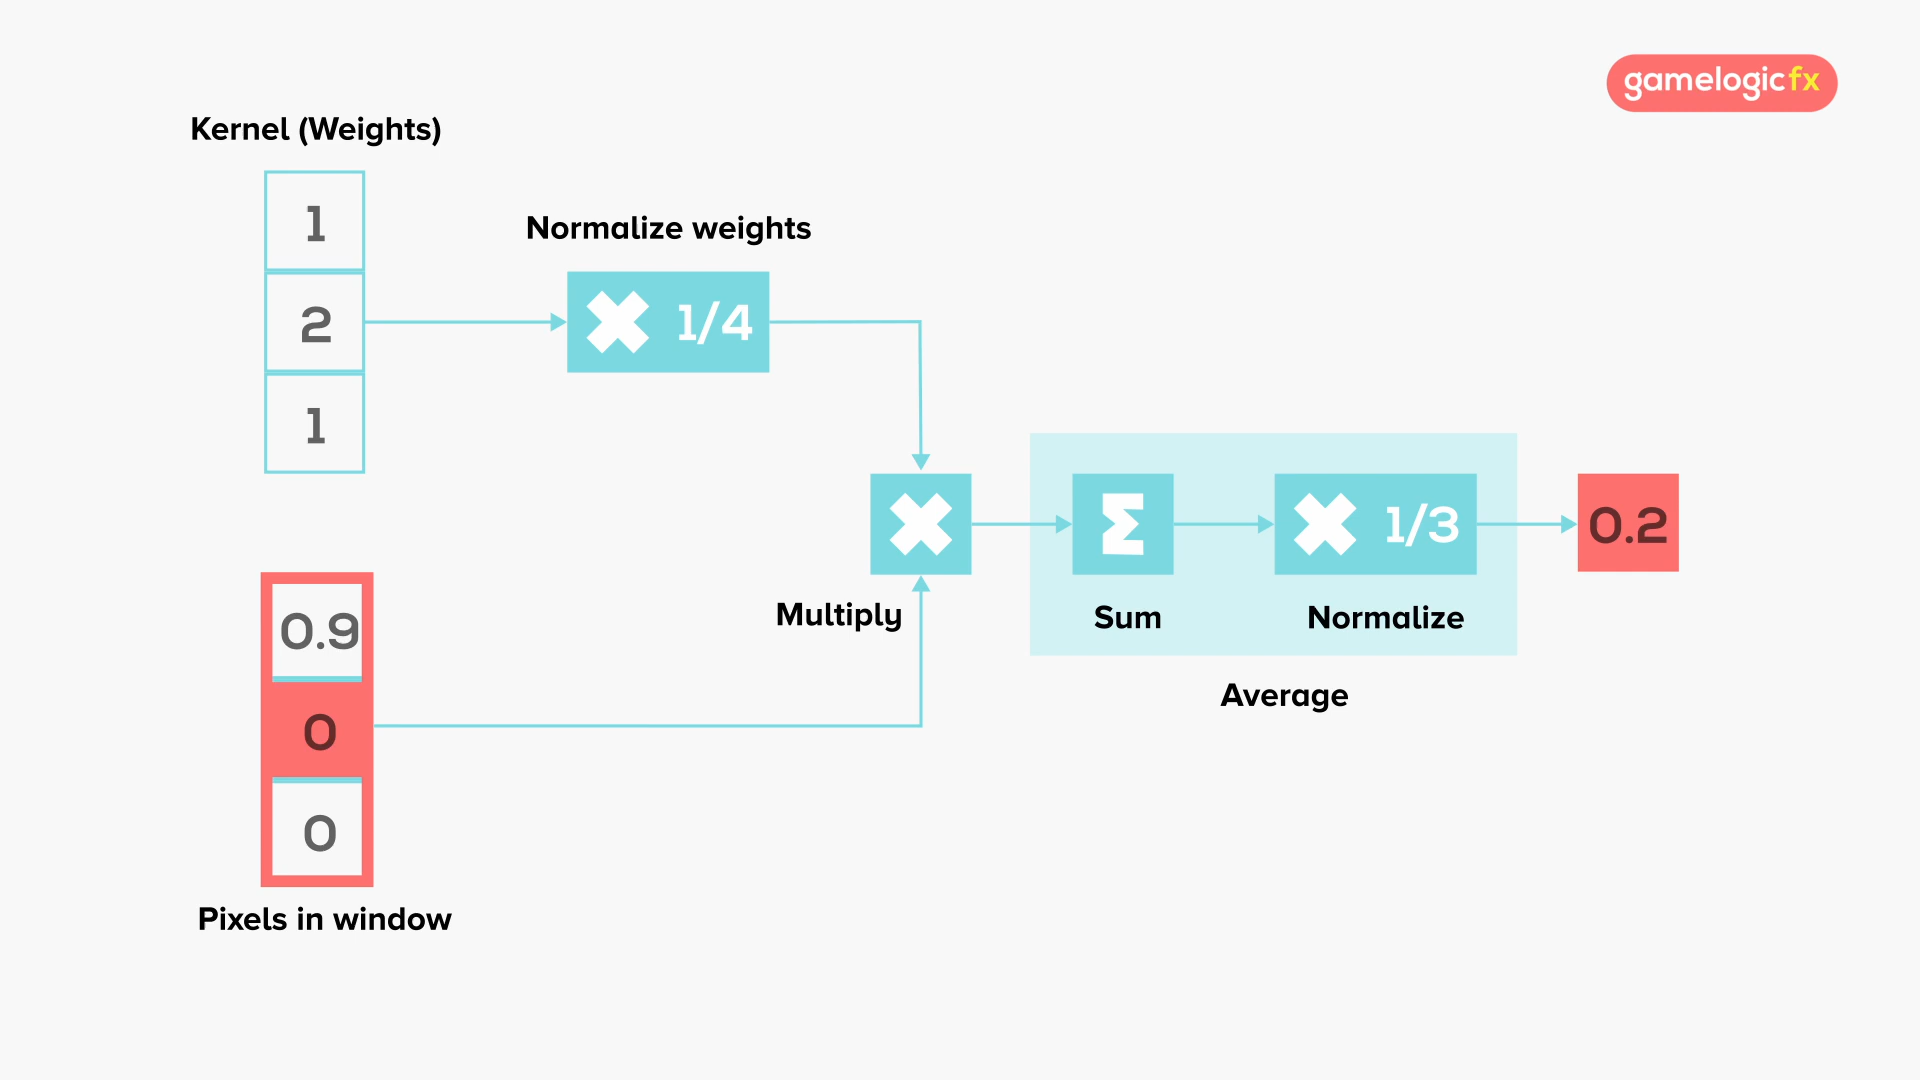 gamelogicfx
Kernel (Weights)
1
2
1
Normalize weights
1/4
0.9
0
0
Pixels in window
Multiply
Σ
Sum
1/3
Normalize
Average
0.2